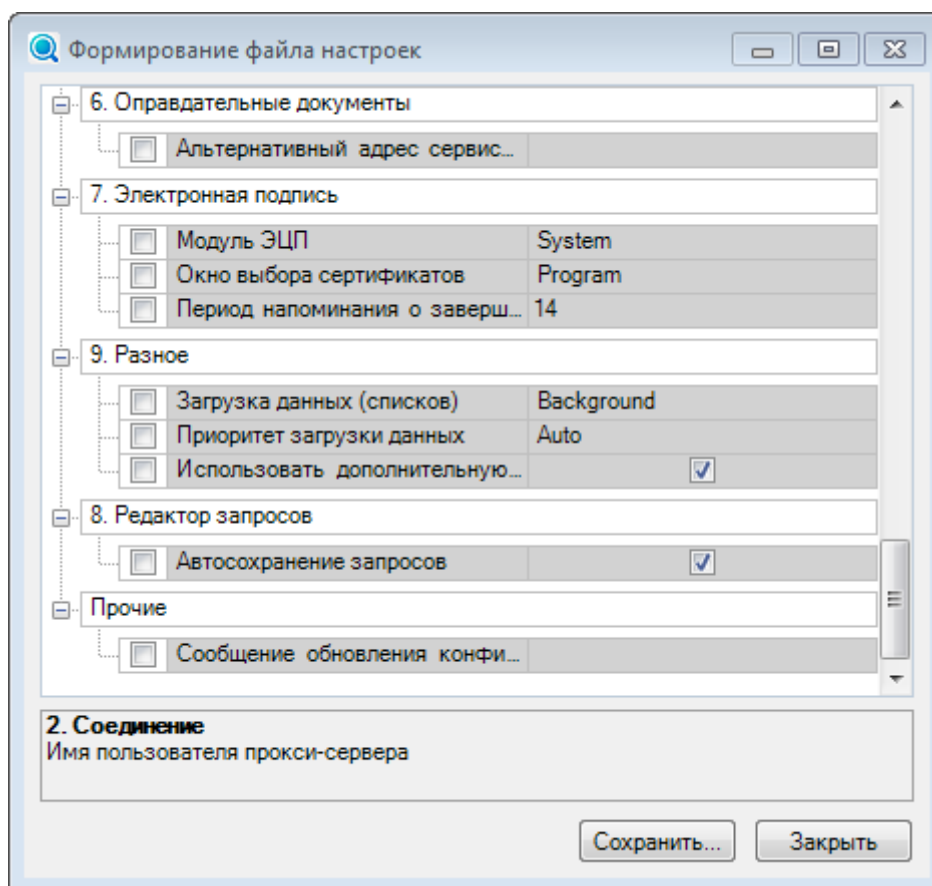 Формирование файла настроек
6. Оправдательные документы
Альтернативный адрес сервис...
7. Электронная подпись
Модуль ЭЦП System
Окно выбора сертификатов Program
Период напоминания о заверш... 14
9. Разное
Загрузка данных (списков) Background
Приоритет загрузки данных Auto
Использовать дополнительную...
8. Редактор запросов
Автосохранение запросов
Прочие
Сообщение обновления конфи...
2. Соединение
Имя пользователя прокси-сервера
Сохранить... Закрыть